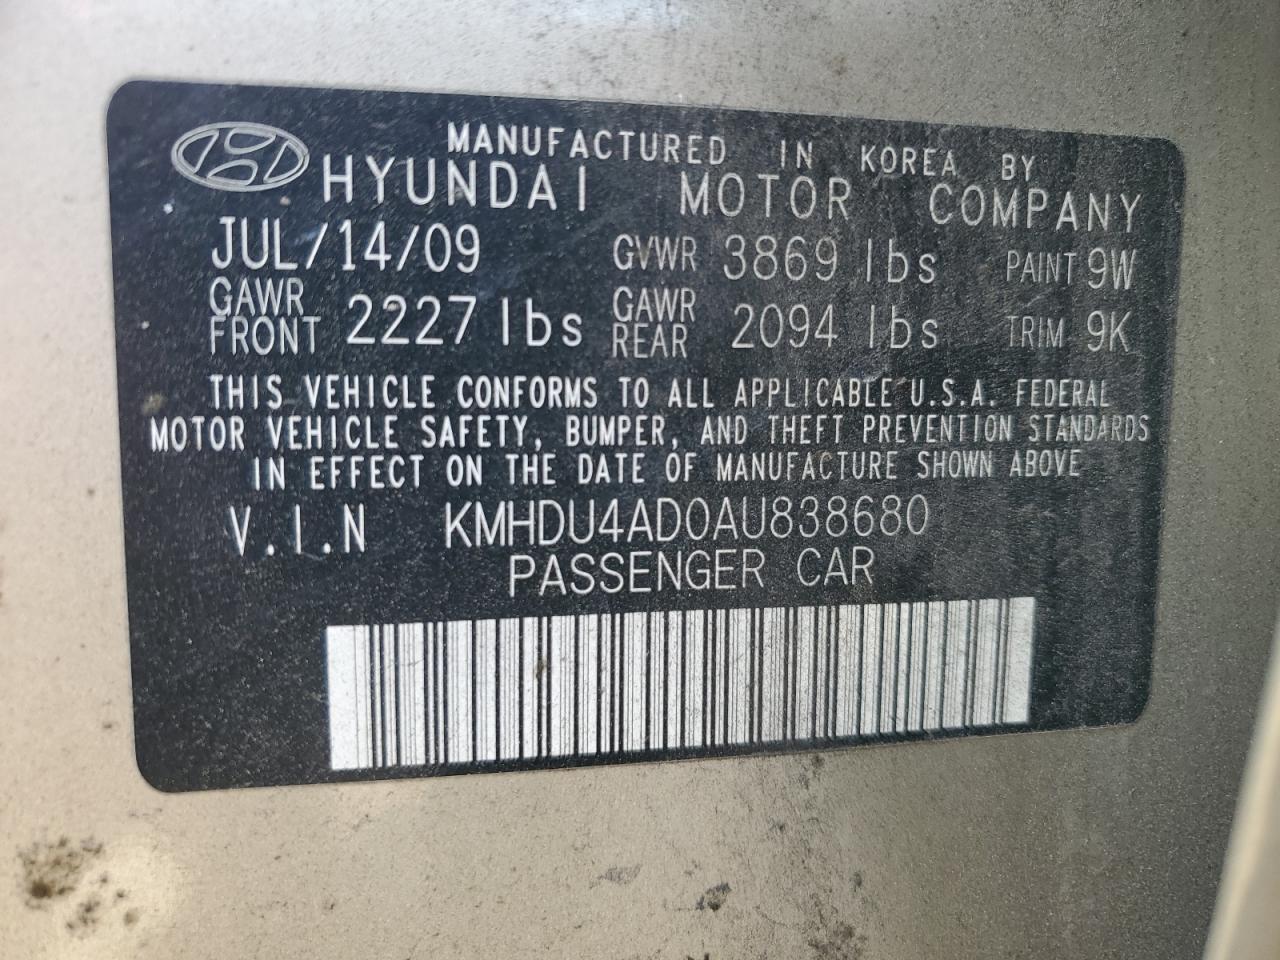 MANUFACTURED IN KOREA BY
HYUNDAI MOTOR COMPANY
JUL/14/09 GVWR 3869 lbs PAINT 9W
GAWR FRONT 2227 lbs GAWR REAR 2094 lbs TRIM 9K
THIS VEHICLE CONFORMS TO ALL APPLICABLE U.S.A. FEDERAL
MOTOR VEHICLE SAFETY, BUMPER, AND THEFT PREVENTION STANDARDS
IN EFFECT ON THE DATE OF MANUFACTURE SHOWN ABOVE
V.I.N KMHDU4AD0AU838680
PASSENGER CAR